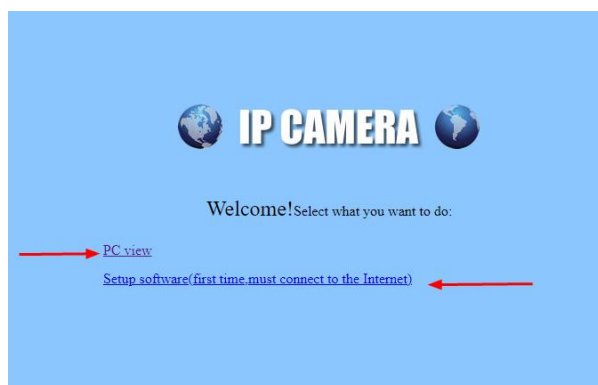 IP CAMERA
Welcome!Select what you want to do:
PC view
Setup software(first time,must connect to the Internet)